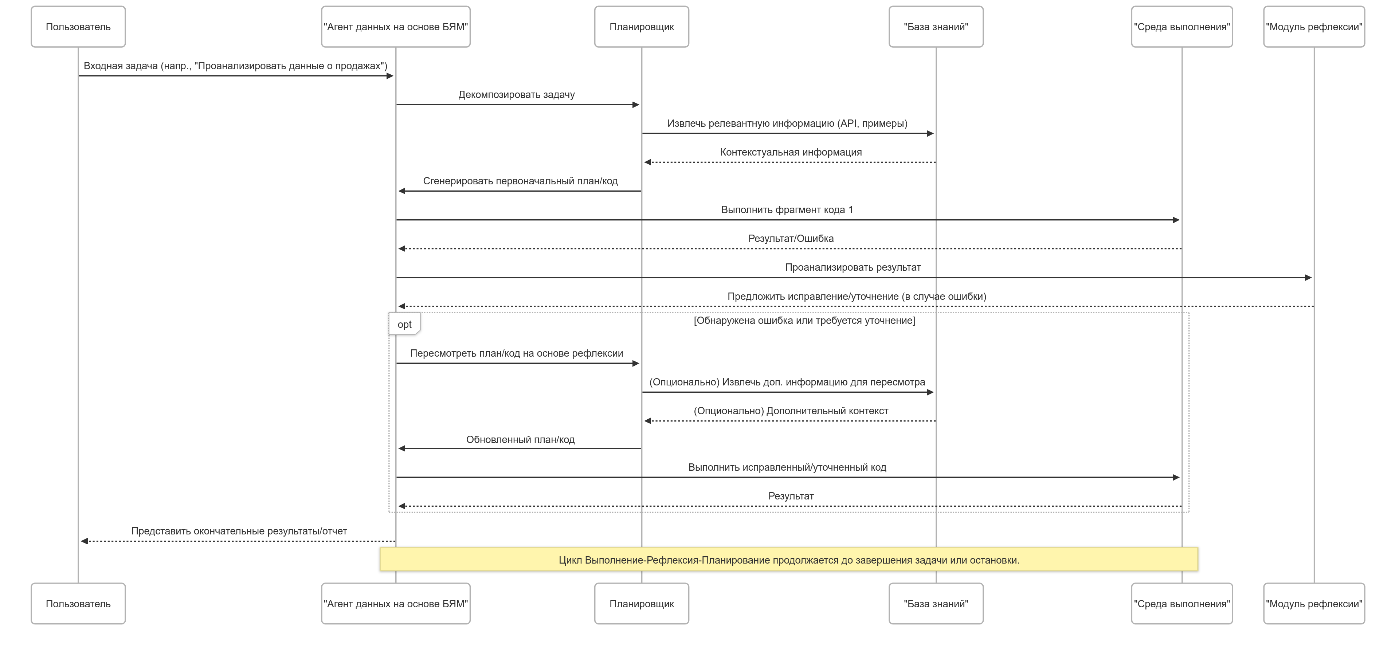 Пользователь
"Агент данных на основе БЯМ"
Планировщик
"База знаний"
"Среда выполнения"
"Модуль рефлексии"
Входная задача (напр., "Проанализировать данные о продажах")
Декомпозировать задачу
Извлечь релевантную информацию (API, примеры)
Контекстуальная информация
Сгенерировать первоначальный план/код
Выполнить фрагмент кода 1
Результат/Ошибка
Проанализировать результат
Предложить исправление/уточнение (в случае ошибки)
opt
[Обнаружена ошибка или требуется уточнение]
Пересмотреть план/код на основе рефлексии
(Опционально) Извлечь доп. информацию для пересмотра
(Опционально) Дополнительный контекст
Обновленный план/код
Выполнить исправленный/уточненный код
Результат
Представить окончательные результаты/отчет
Цикл Выполнение-Рефлексия-Планирование продолжается до завершения задачи или остановки.
Пользователь
"Агент данных на основе БЯМ"
Планировщик
"База знаний"
"Среда выполнения"
"Модуль рефлексии"